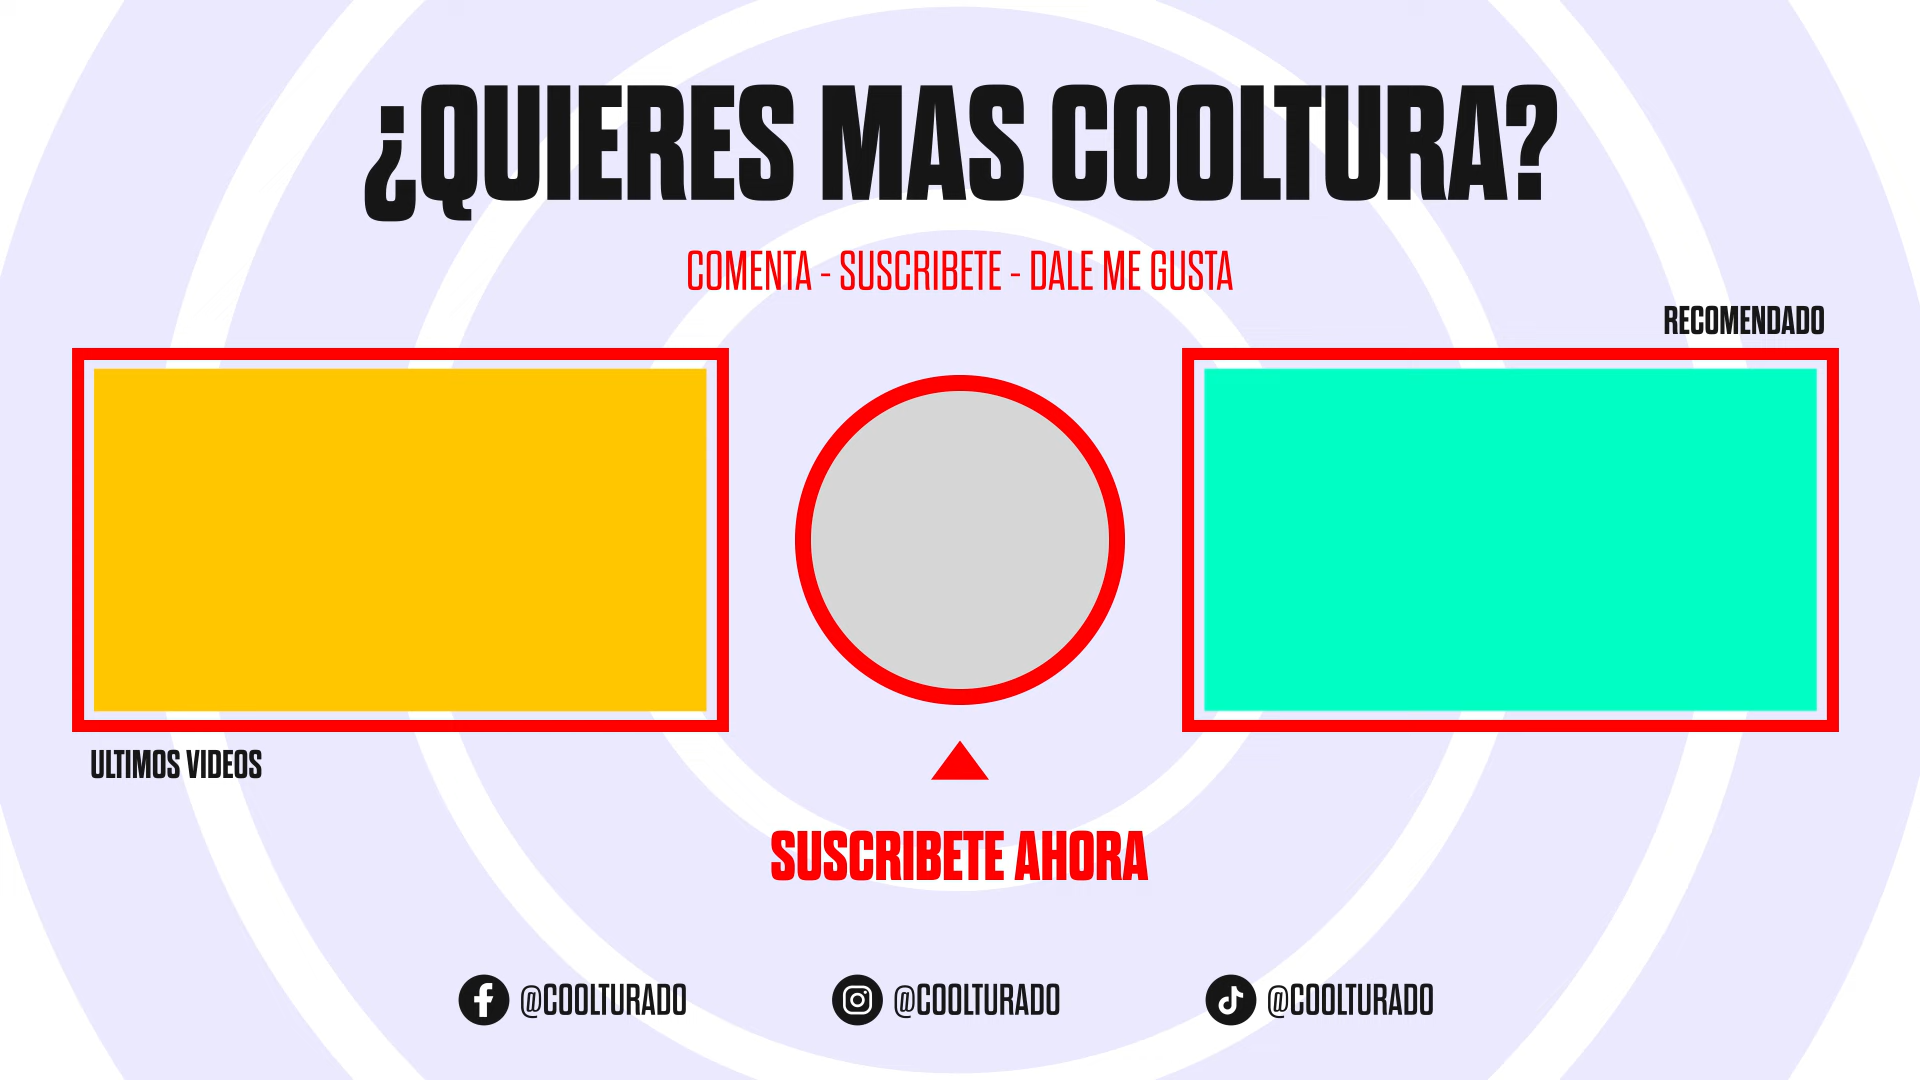 ¿QUIERES MAS COOLTURA?
COMENTA - SUSCRIBETE - DALE ME GUSTA
RECOMENDADO
ULTIMOS VIDEOS
SUSCRIBETE AHORA
@COOLTURADO
@COOLTURADO
@COOLTURADO